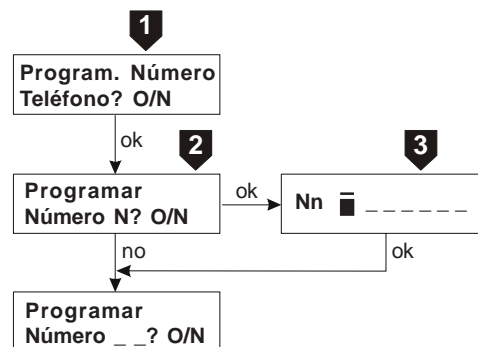 1
Program. Número
Teléfono? O/N
ok
2
3
Programar
Número N? O/N
ok
Nn _ _ _ _ _ _
no
ok
Programar
Número _ _? O/N